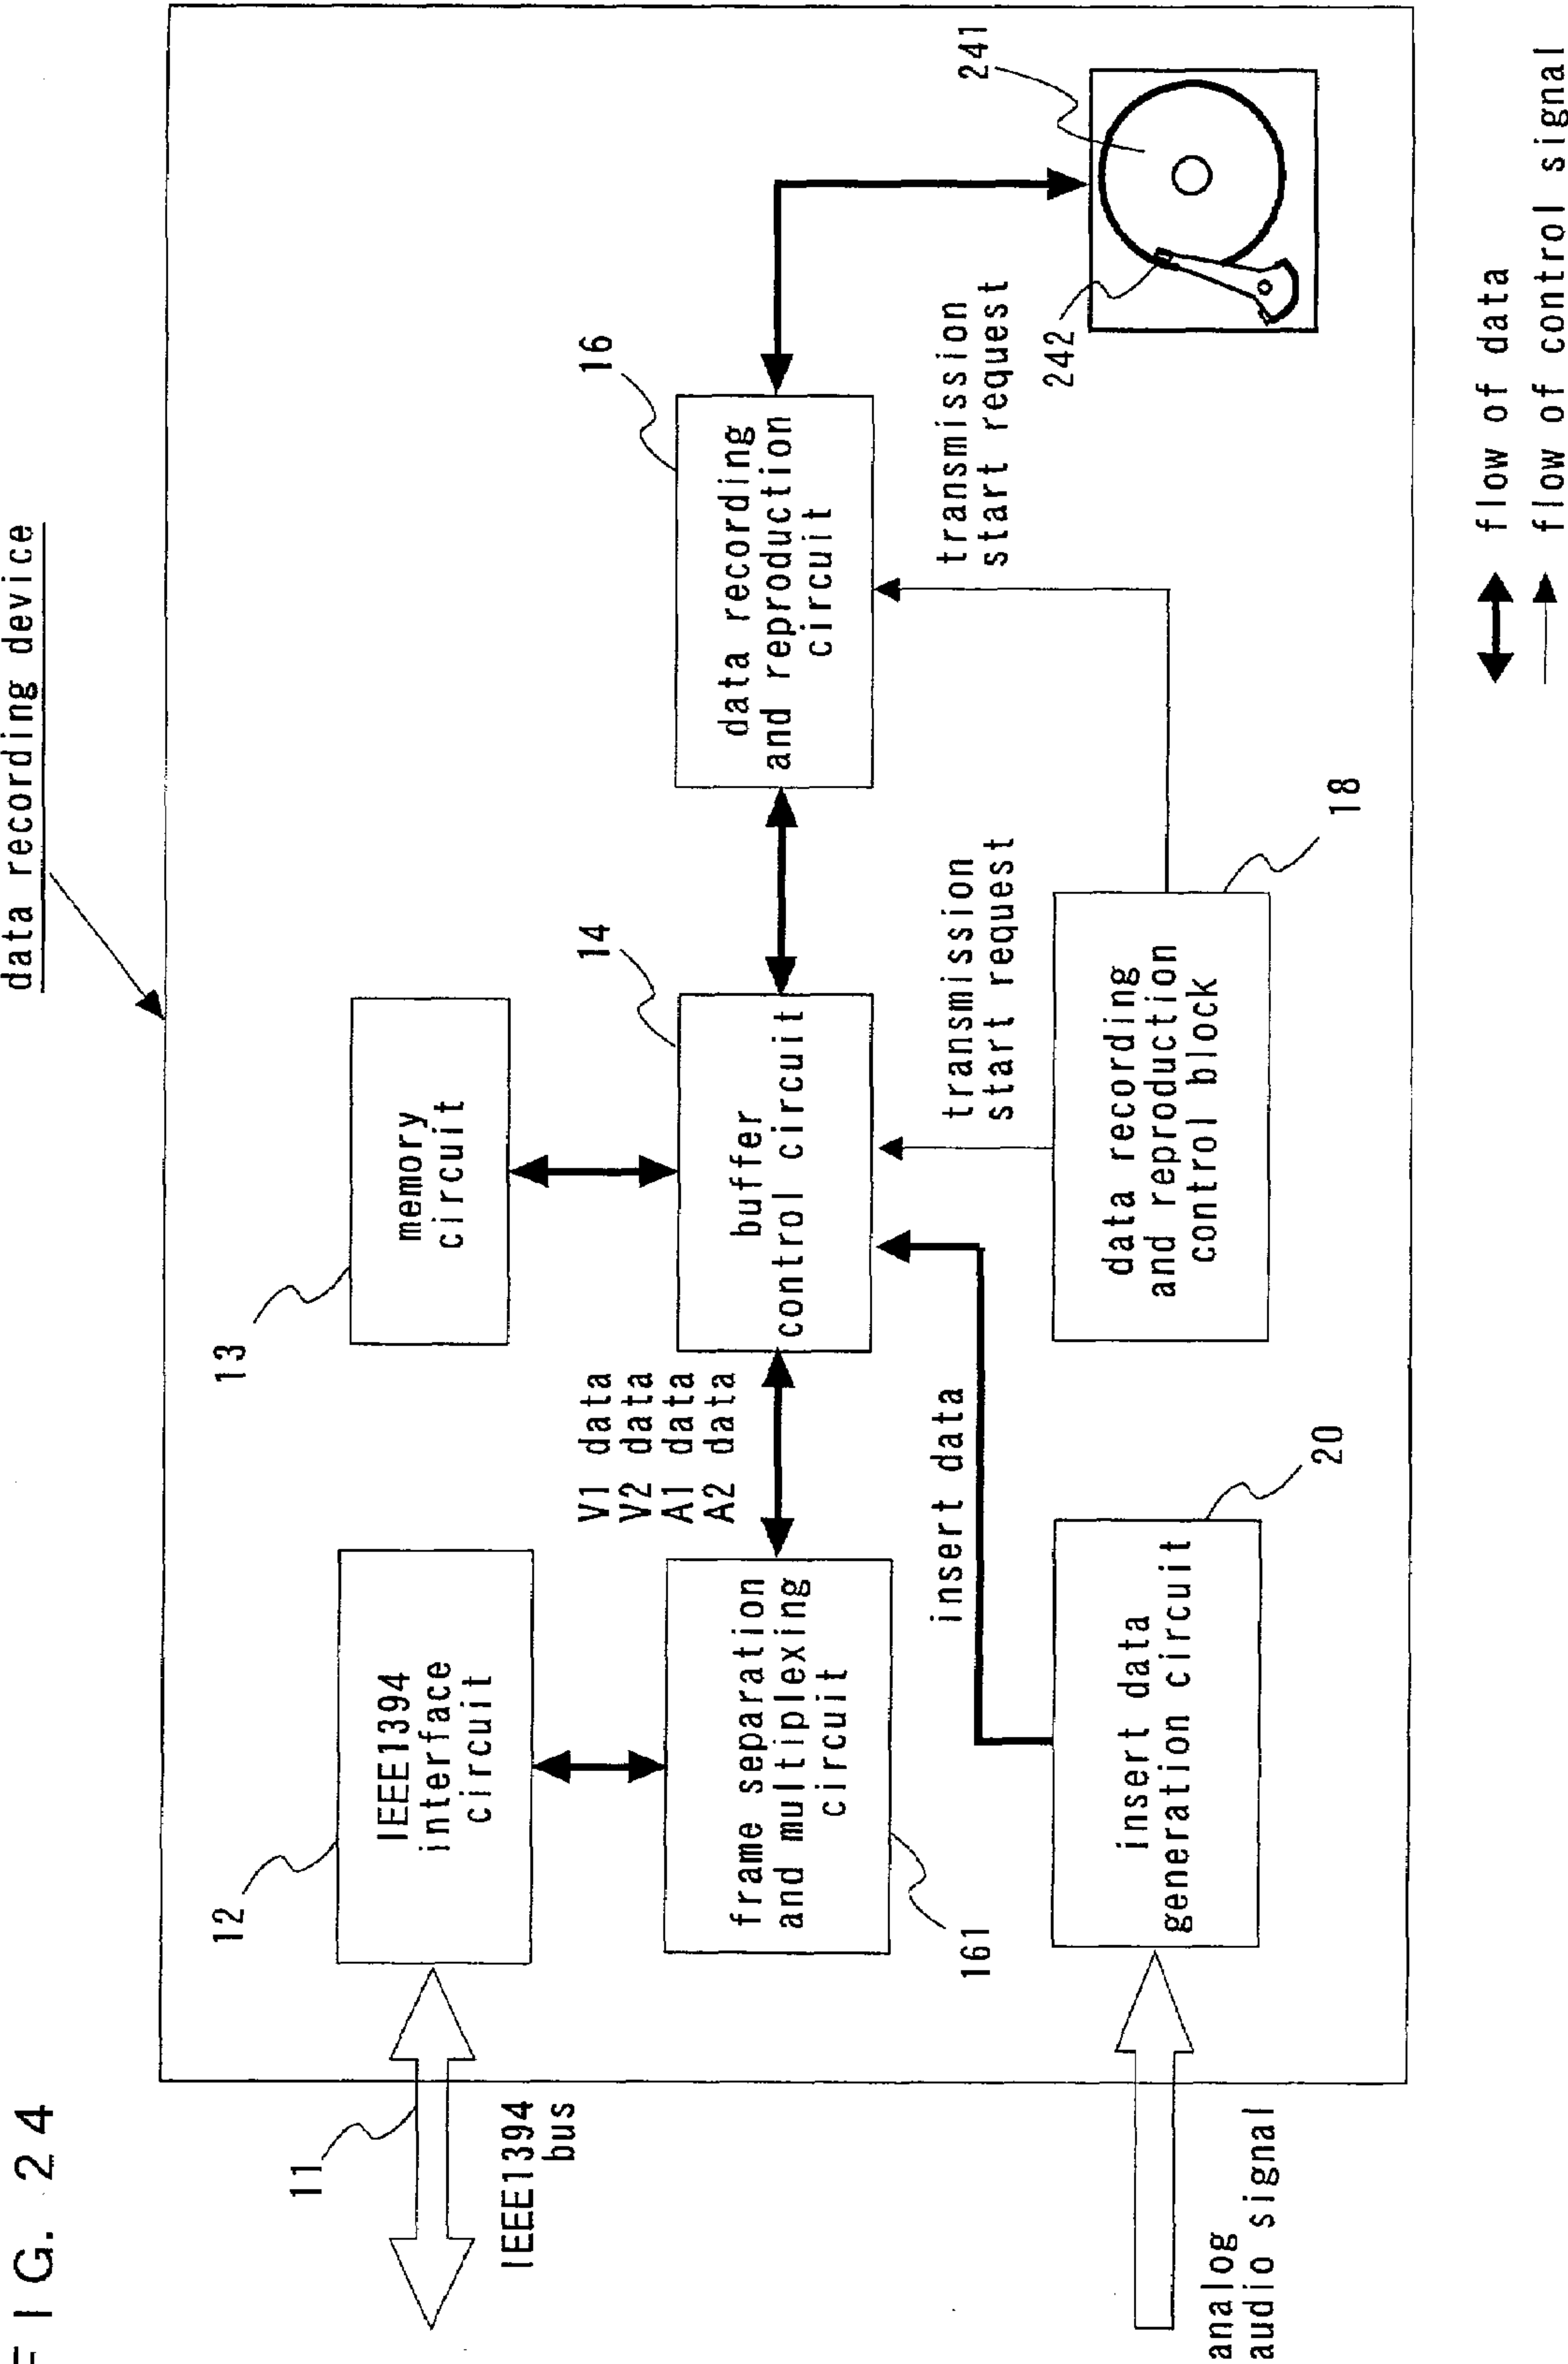 FIG. 24
data recording device
11
IEEE1394
bus
12
IEEE1394
interface
circuit
13
memory
circuit
frame separation
and multiplexing
circuit
161
V1 data
V2 data
A1 data
A2 data
14
buffer
control circuit
16
data recording
and reproduction
circuit
insert data
transmission
start request
transmission
start request
241
242
analog
audio signal
insert data
generation circuit
20
data recording
and reproduction
control block
18
flow of data
flow of control signal